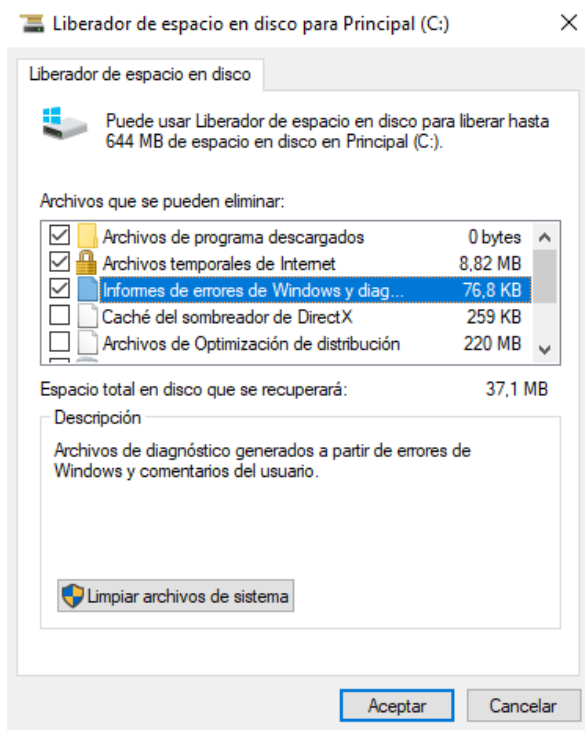 Liberador de espacio en disco para Principal (C:)
Liberador de espacio en disco
Puede usar Liberador de espacio en disco para liberar hasta
644 MB de espacio en disco en Principal (C:).
Archivos que se pueden eliminar:
Archivos de programa descargados 0 bytes
Archivos temporales de Internet 8,82 MB
Informes de errores de Windows y diag... 76,8 KB
Caché del sombreador de DirectX 259 KB
Archivos de Optimización de distribución 220 MB
Espacio total en disco que se recuperará: 37,1 MB
Descripción
Archivos de diagnóstico generados a partir de errores de
Windows y comentarios del usuario.
Limpiar archivos de sistema
Aceptar Cancelar